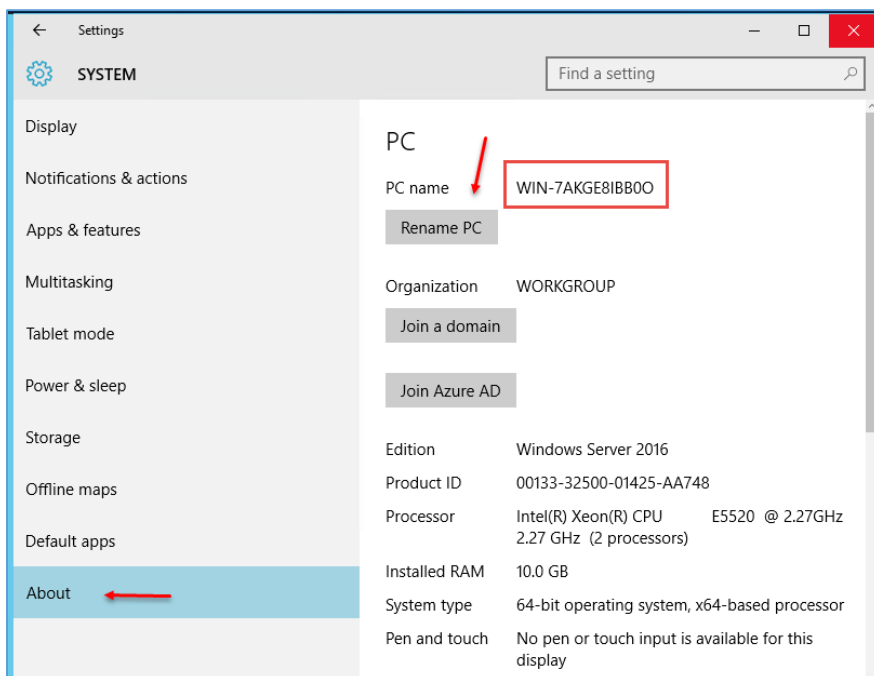 Settings
SYSTEM
Find a setting
Display
Notifications & actions
Apps & features
Multitasking
Tablet mode
Power & sleep
Storage
Offline maps
Default apps
About
PC
PC name WIN-7AKGE8IBB0O
Rename PC
Organization WORKGROUP
Join a domain
Join Azure AD
Edition Windows Server 2016
Product ID 00133-32500-01425-AA748
Processor Intel(R) Xeon(R) CPU E5520 @ 2.27GHz
2.27 GHz (2 processors)
Installed RAM 10.0 GB
System type 64-bit operating system, x64-based processor
Pen and touch No pen or touch input is available for this
display